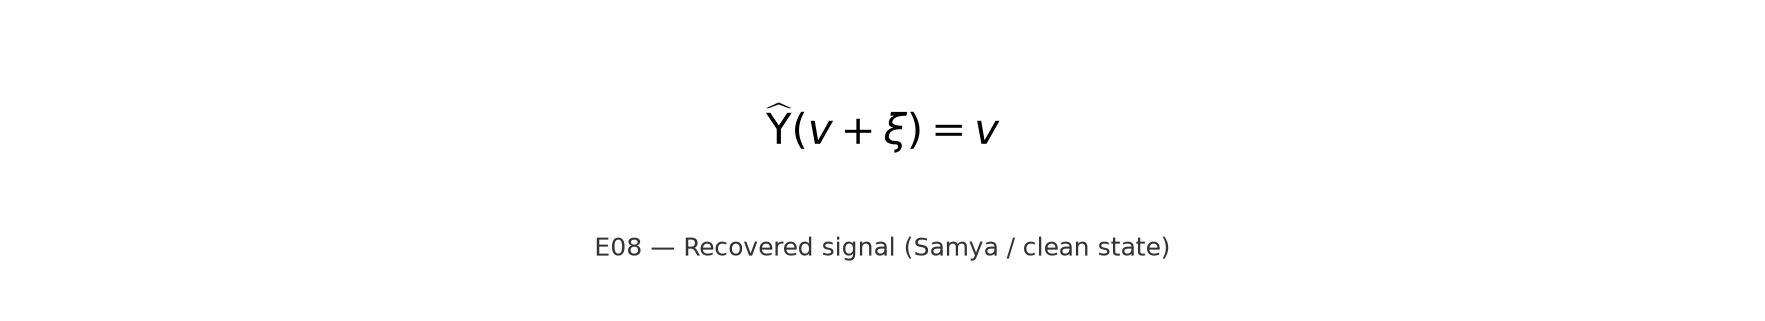 Ŷ(v + ξ) = v
E08 — Recovered signal (Samya / clean state)